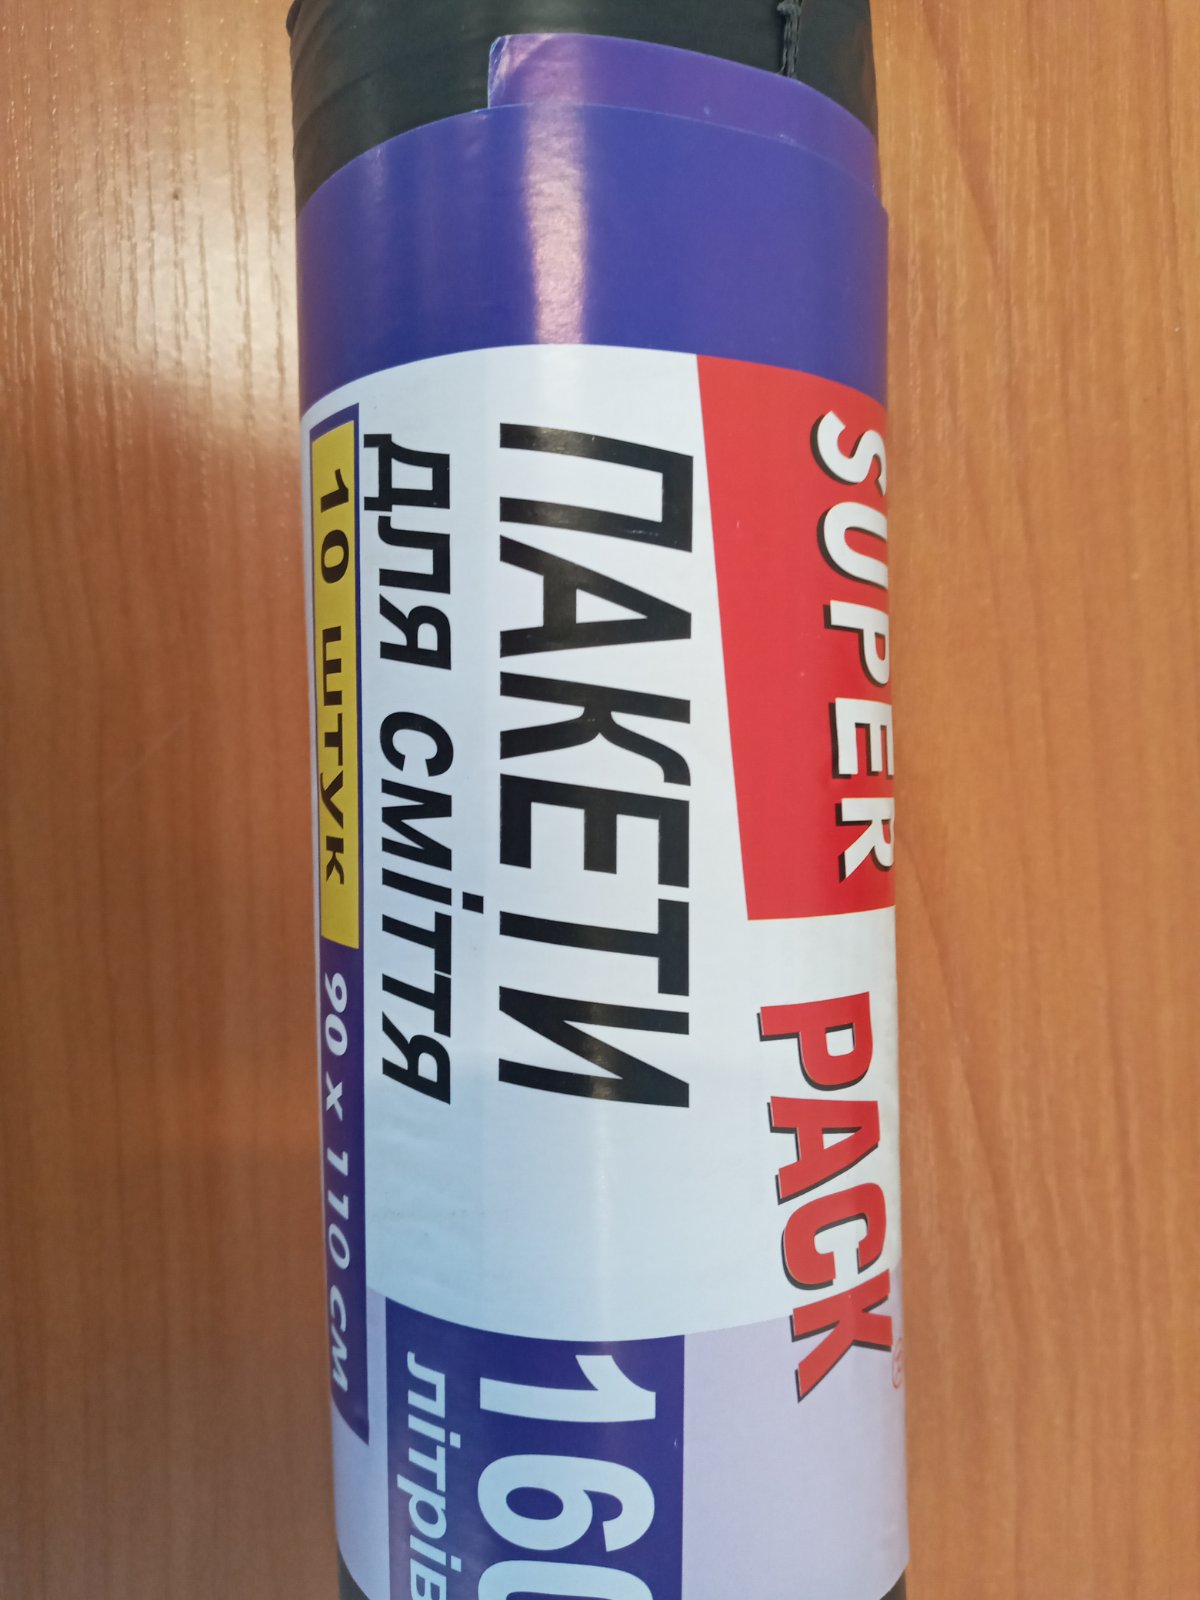 SUPER PACK®
ПАКЕТИ
для сміття
160
літрів
10 штук 90 x 110 см